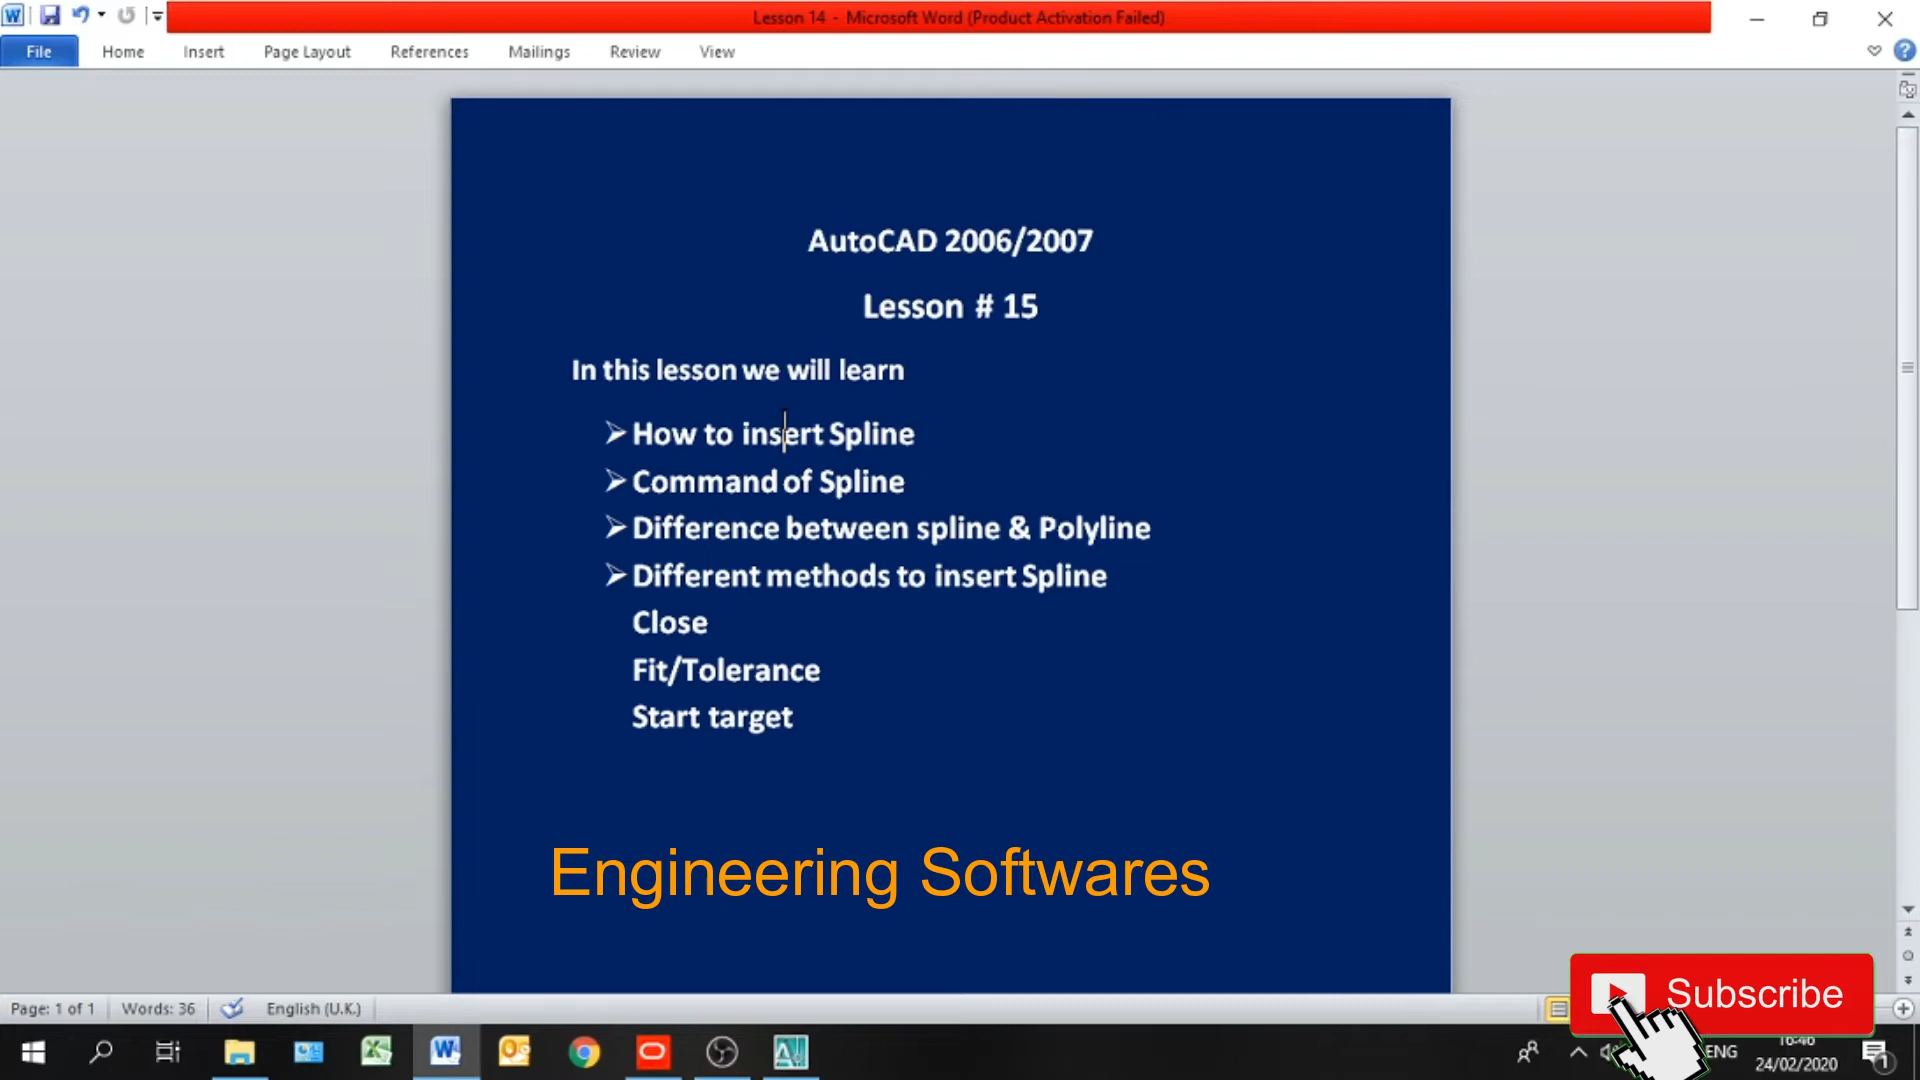 Lesson 14 - Microsoft Word (Product Activation Failed)
File Home Insert Page Layout References Mailings Review View
AutoCAD 2006/2007
Lesson # 15
In this lesson we will learn
➢ How to insert Spline
➢ Command of Spline
➢ Difference between spline & Polyline
➢ Different methods to insert Spline
Close
Fit/Tolerance
Start target
Engineering Softwares
Subscribe
Page: 1 of 1 Words: 36 English (U.K.)
ENG
16:46
24/02/2020
1